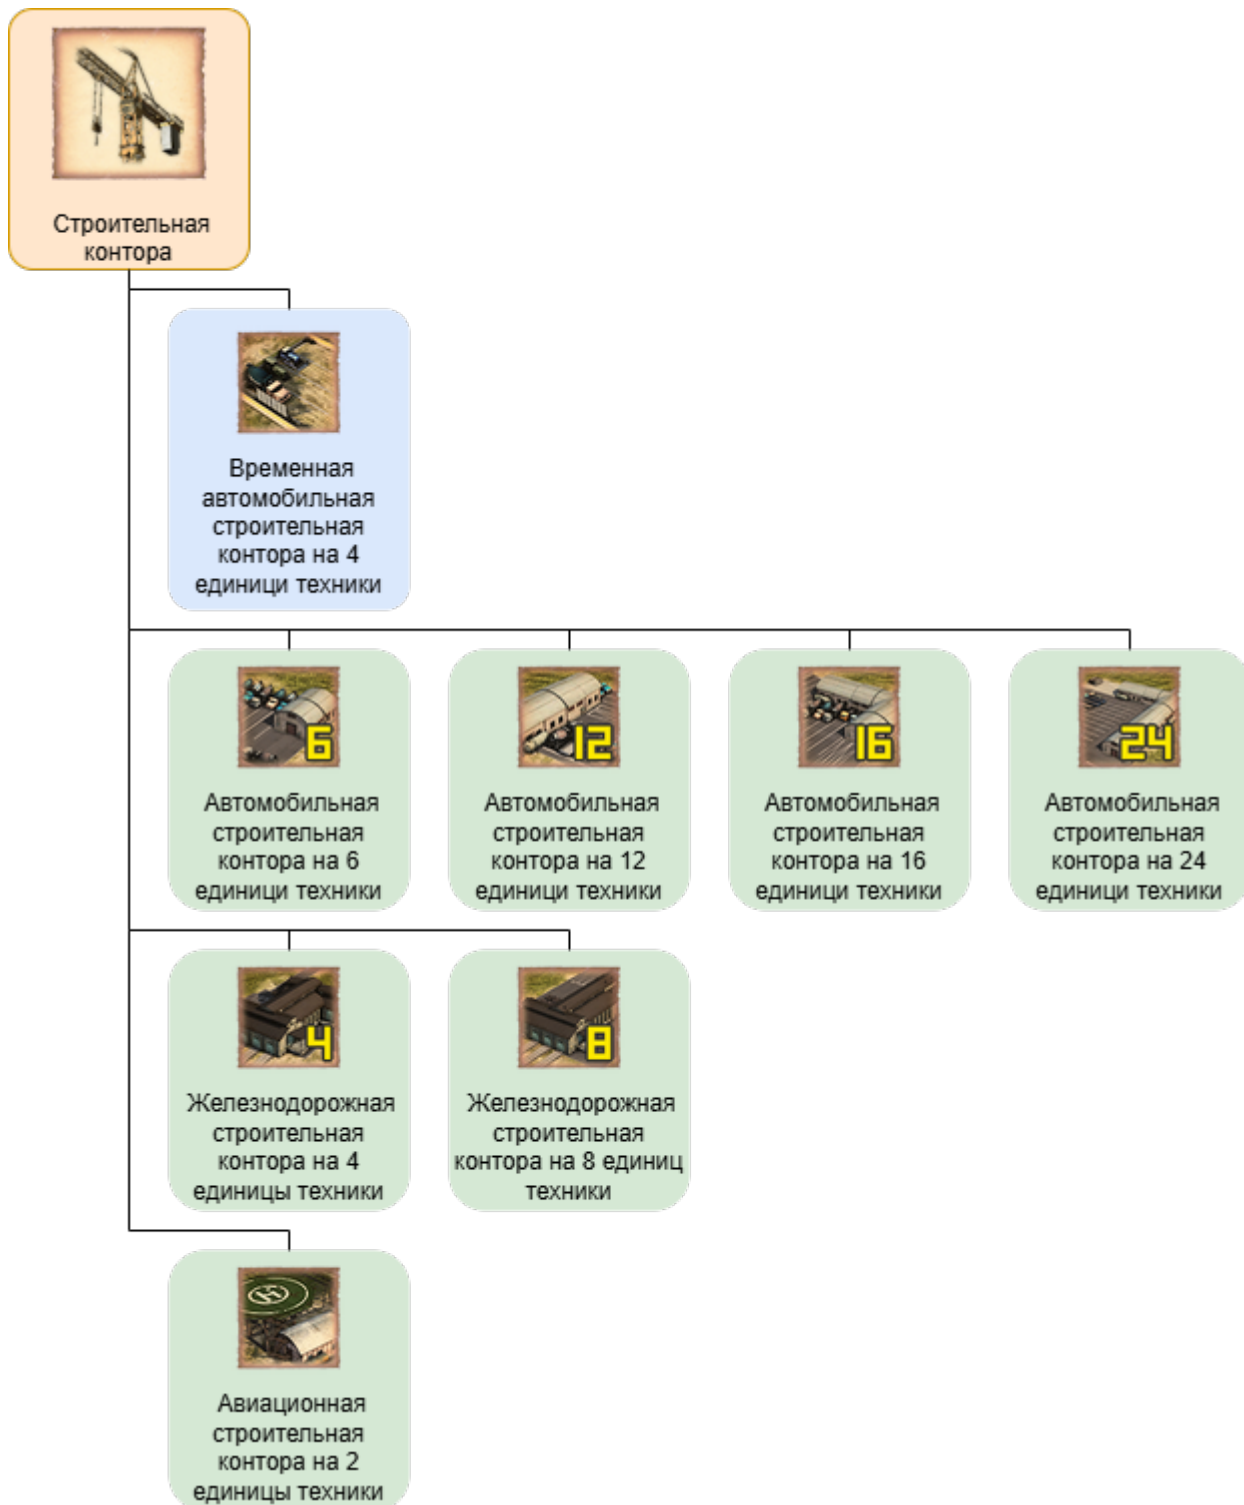 Строительная
контора
Временная
автомобильная
строительная
контора на 4
единици техники
6
12
16
24
Автомобильная
строительная
контора на 6
единици техники
Автомобильная
строительная
контора на 12
единици техники
Автомобильная
строительная
контора на 16
единици техники
Автомобильная
строительная
контора на 24
единици техники
4
8
Железнодорожная
строительная
контора на 4
единицы техники
Железнодорожная
строительная
контора на 8 единиц
техники
H
Авиационная
строительная
контора на 2
единицы техники